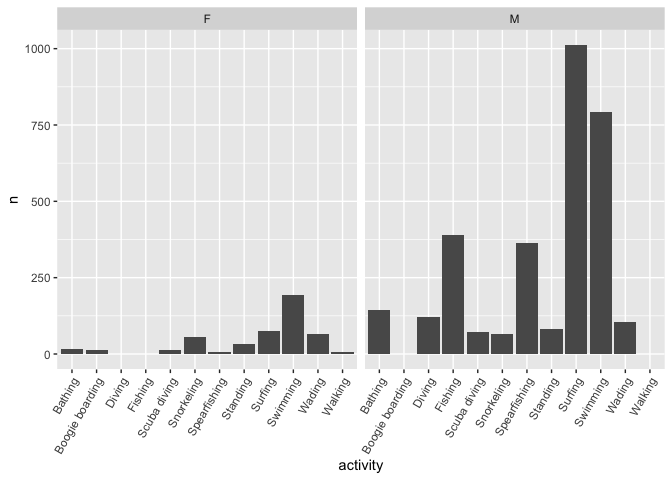 F
M
1000
750
500
250
0
n
Bathing
Boogie boarding
Diving
Fishing
Scuba diving
Snorkeling
Spearfishing
Standing
Surfing
Swimming
Wading
Walking
Bathing
Boogie boarding
Diving
Fishing
Scuba diving
Snorkeling
Spearfishing
Standing
Surfing
Swimming
Wading
Walking
activity